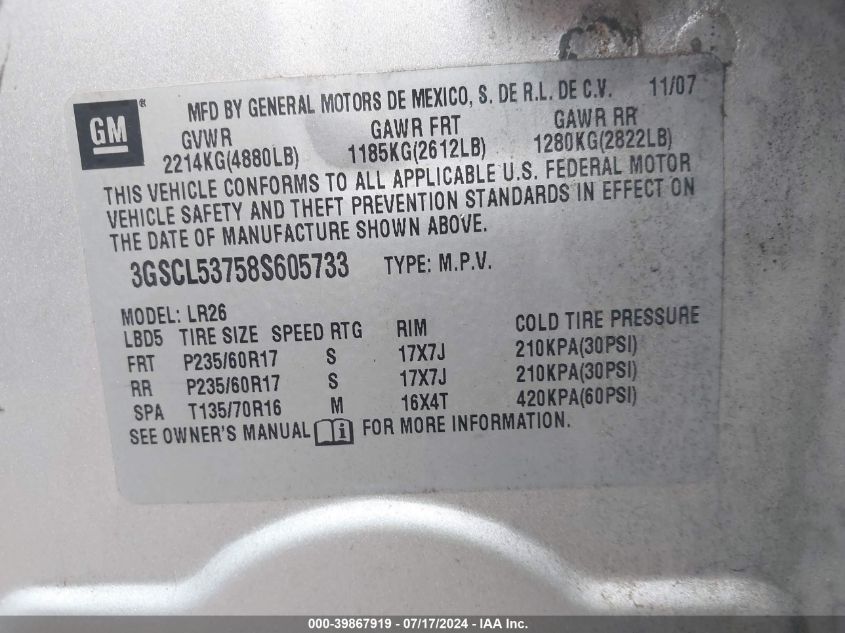 GM®
MFD BY GENERAL MOTORS DE MEXICO, S. DE R.L. DE C.V. 11/07
GVWR GAWR FRT GAWR RR
2214KG(4880LB) 1185KG(2612LB) 1280KG(2822LB)
THIS VEHICLE CONFORMS TO ALL APPLICABLE U.S. FEDERAL MOTOR
VEHICLE SAFETY AND THEFT PREVENTION STANDARDS IN EFFECT ON
THE DATE OF MANUFACTURE SHOWN ABOVE.
3GSCL53758S605733 TYPE: M.P.V.
MODEL: LR26
LBD5 TIRE SIZE SPEED RTG RIM COLD TIRE PRESSURE
FRT P235/60R17 S 17X7J 210KPA(30PSI)
RR P235/60R17 S 17X7J 210KPA(30PSI)
SPA T135/70R16 M 16X4T 420KPA(60PSI)
SEE OWNER'S MANUAL i FOR MORE INFORMATION.
000-39867919 / 07/17/2024 - IAA Inc.